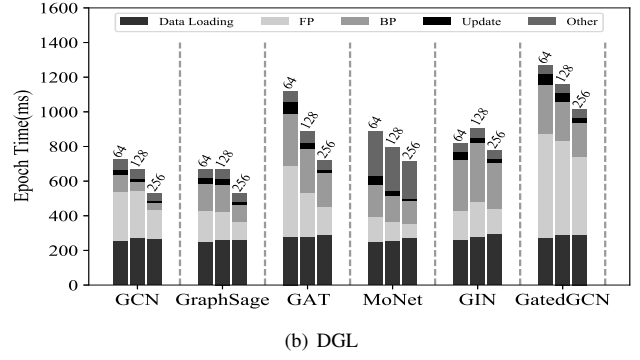 Data Loading FP BP Update Other
Epoch Time(ms)
1600
1400
1200
1000
800
600
400
200
0
64 128 256
64 128 256
64 128 256
64 128 256
64 128 256
64 128 256
GCN GraphSage GAT MoNet GIN GatedGCN
(b) DGL